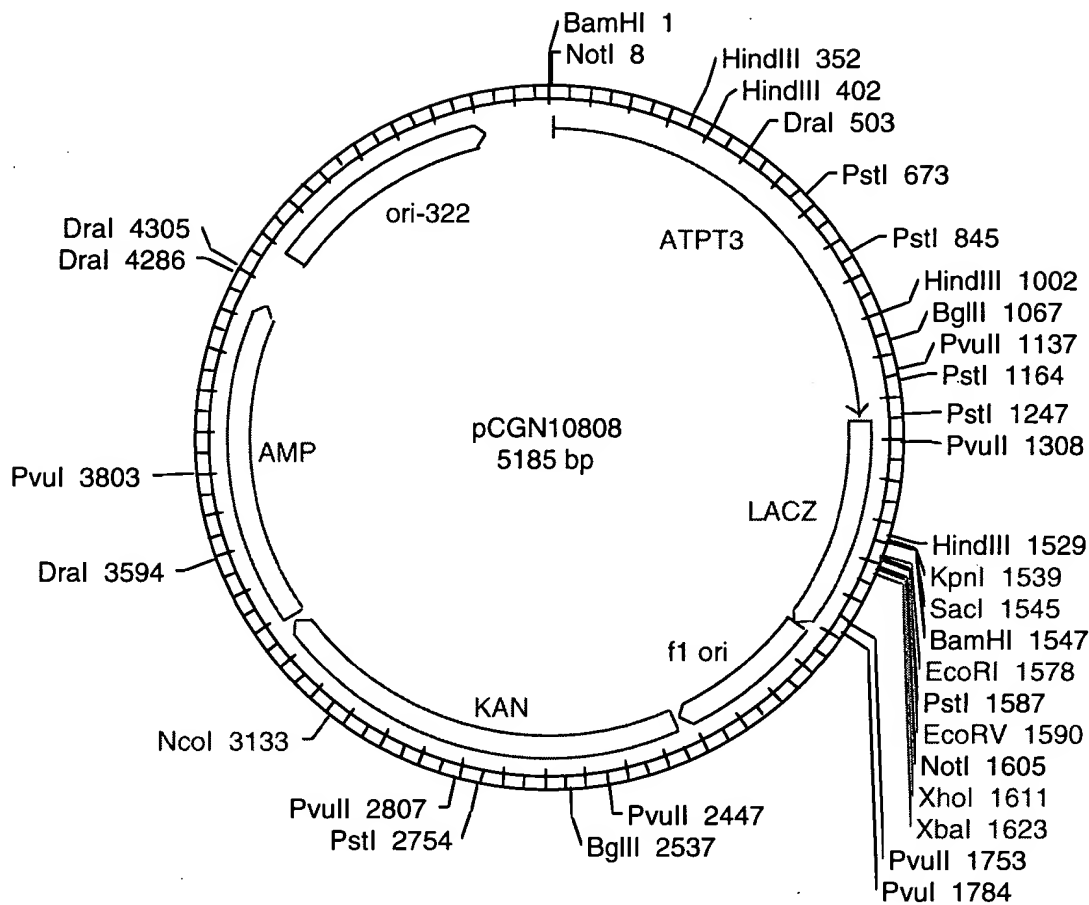 BamHI 1
NotI 8
HindIII 352
HindIII 402
DraI 503
PstI 673
ATPT3
PstI 845
HindIII 1002
BglII 1067
PvuII 1137
PstI 1164
PstI 1247
PvuII 1308
LACZ
HindIII 1529
KpnI 1539
SacI 1545
BamHI 1547
EcoRI 1578
PstI 1587
EcoRV 1590
NotI 1605
XhoI 1611
XbaI 1623
PvuII 1753
PvuI 1784
f1 ori
PvuII 2447
BglII 2537
PstI 2754
PvuII 2807
KAN
NcoI 3133
DraI 3594
PvuI 3803
AMP
DraI 4286
DraI 4305
ori-322
pCGN10808
5185 bp